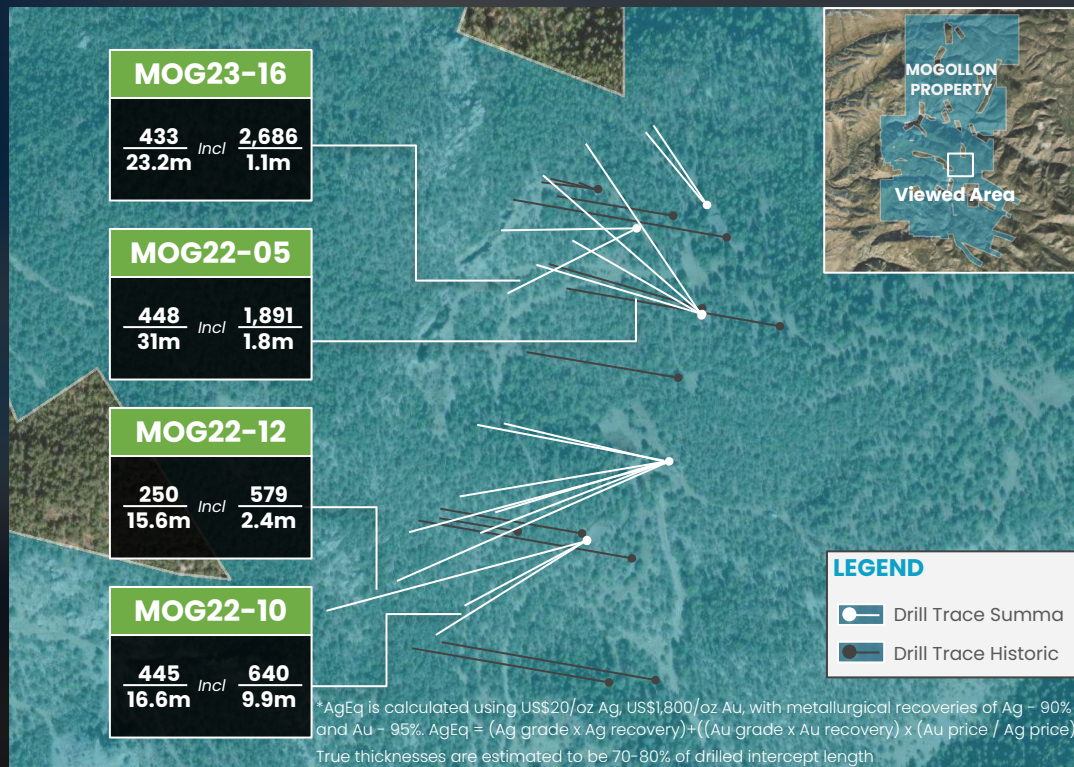 MOG23-16
433 Incl 2,686
23.2m 1.1m
MOG22-05
448 Incl 1,891
31m 1.8m
MOG22-12
250 Incl 579
15.6m 2.4m
MOG22-10
445 Incl 640
16.6m 9.9m
MOGOLLON
PROPERTY
Viewed Area
LEGEND
Drill Trace Summa
Drill Trace Historic
*AgEq is calculated using US$20/oz Ag, US$1,800/oz Au, with metallurgical recoveries of Ag - 90%
and Au - 95%. AgEq = (Ag grade x Ag recovery)+((Au grade x Au recovery) x (Au price / Ag price)
True thicknesses are estimated to be 70-80% of drilled intercept length